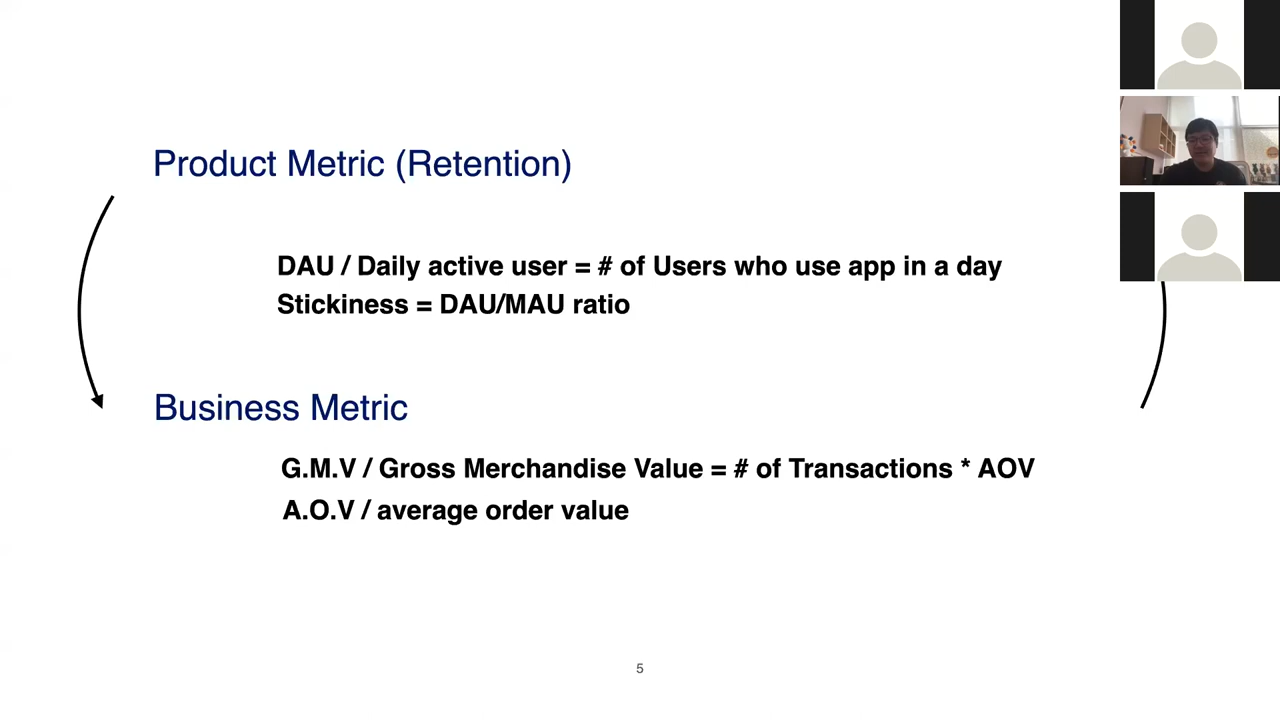 Product Metric (Retention)
DAU / Daily active user = # of Users who use app in a day
Stickiness = DAU/MAU ratio
Business Metric
G.M.V / Gross Merchandise Value = # of Transactions * AOV
A.O.V / average order value
5